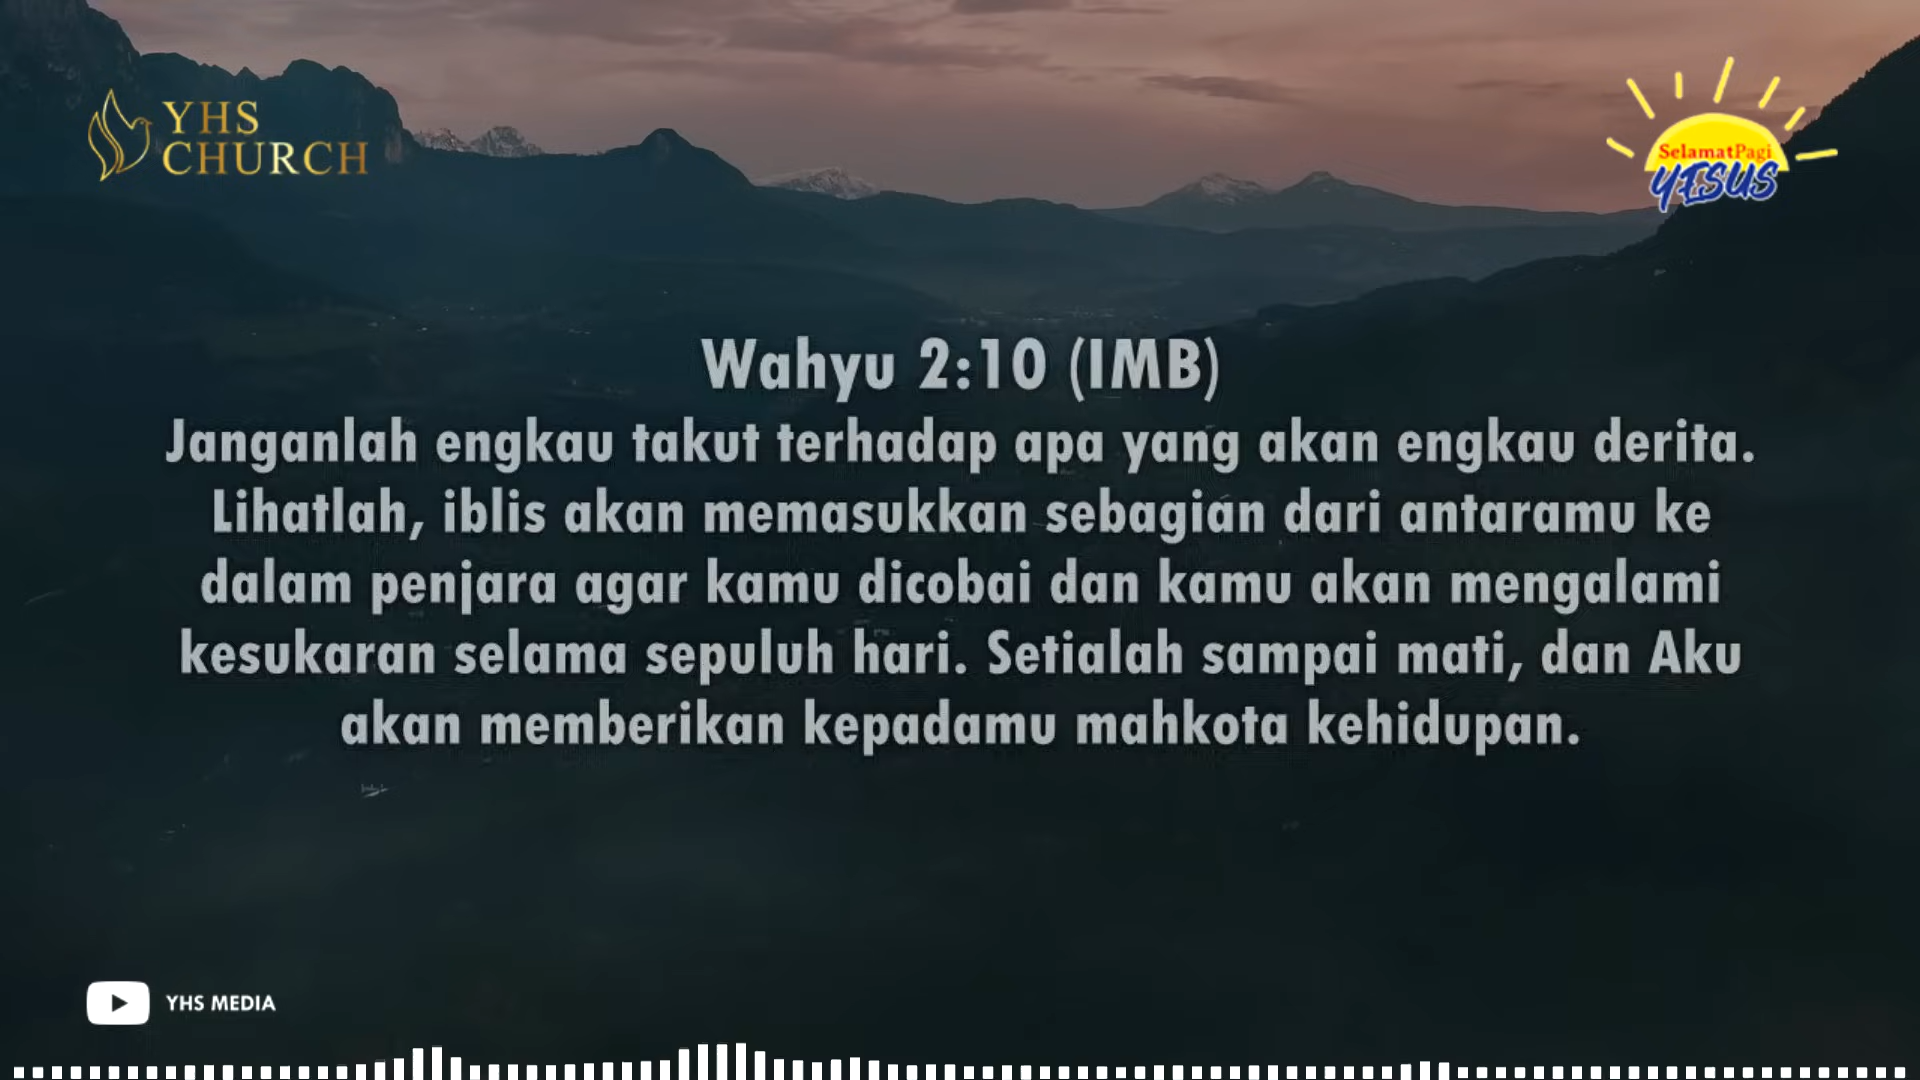 YHS
CHURCH
SelamatPagi
YESUS
Wahyu 2:10 (IMB)
Janganlah engkau takut terhadap apa yang akan engkau derita.
Lihatlah, iblis akan memasukkan sebagian dari antaramu ke
dalam penjara agar kamu dicobai dan kamu akan mengalami
kesukaran selama sepuluh hari. Setialah sampai mati, dan Aku
akan memberikan kepadamu mahkota kehidupan.
YHS MEDIA